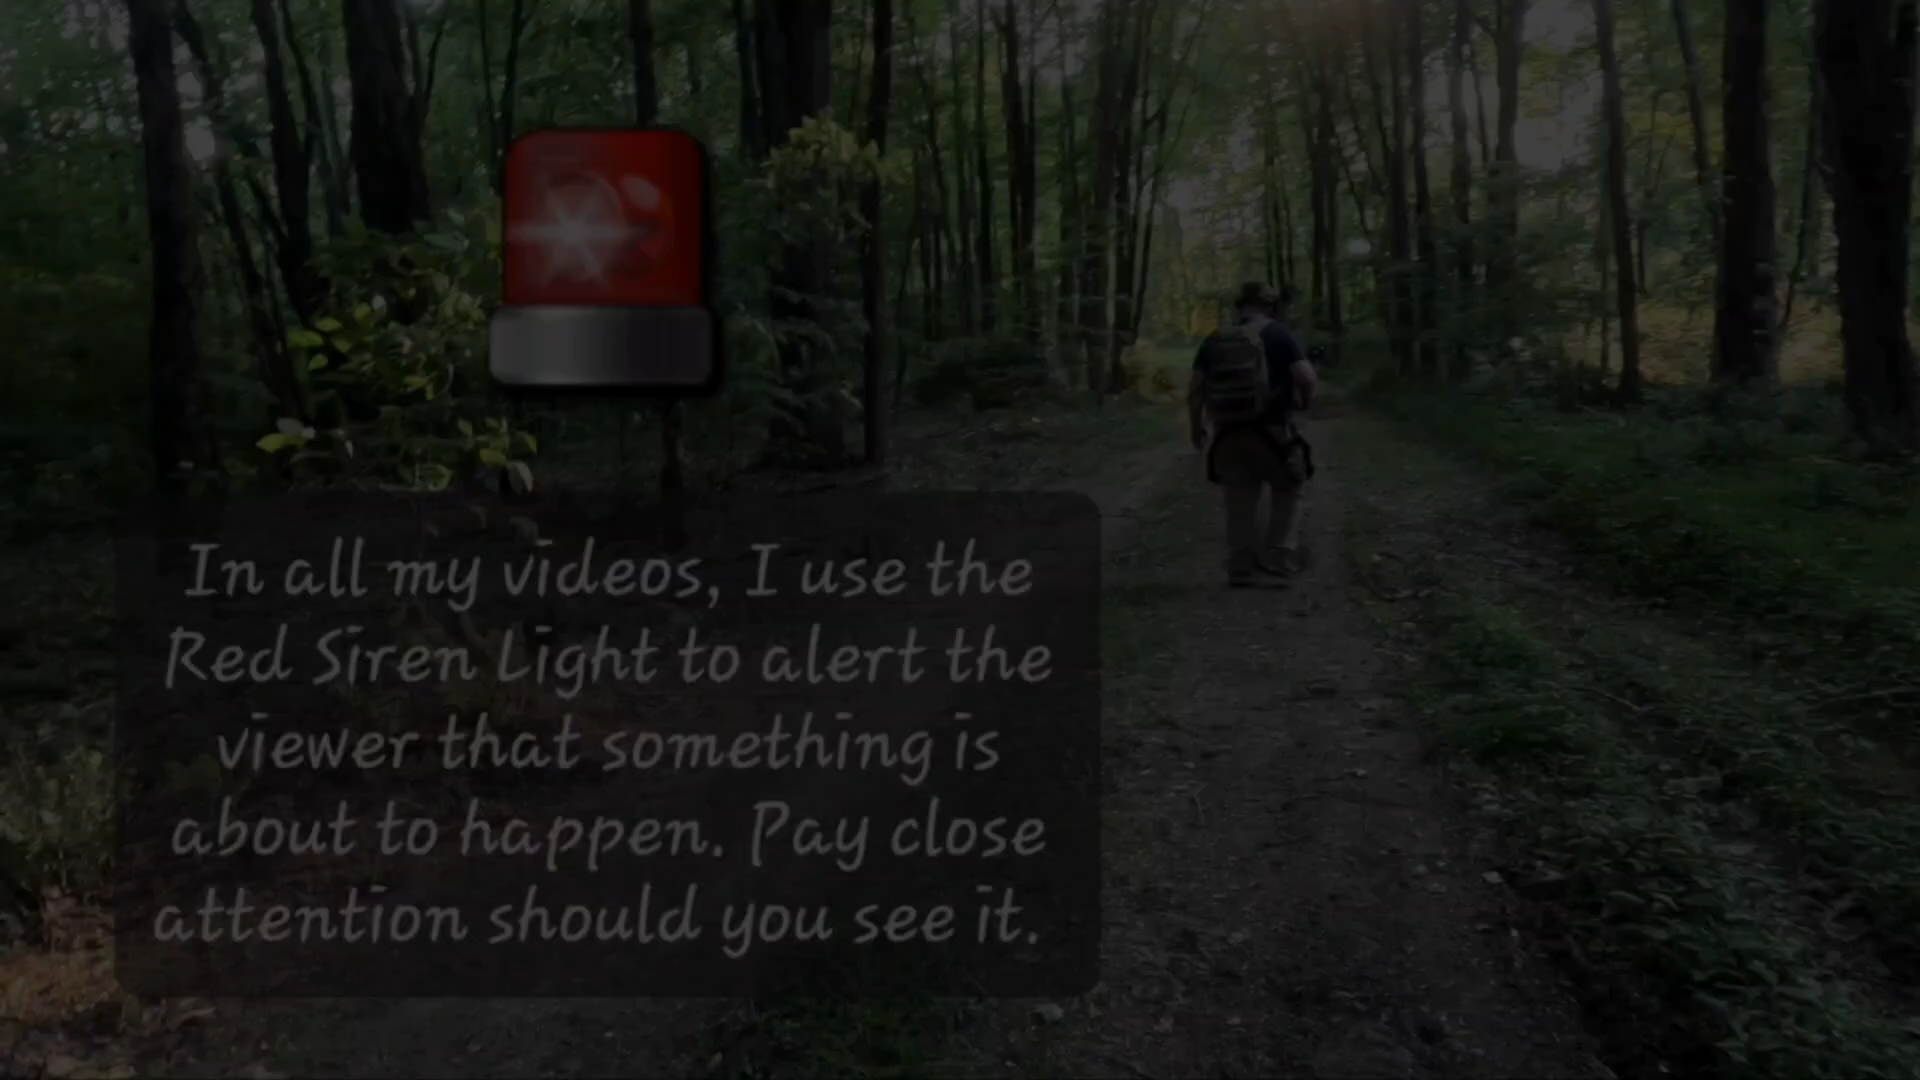 In all my videos, I use the
Red Siren Light to alert the
viewer that something is
about to happen. Pay close
attention should you see it.